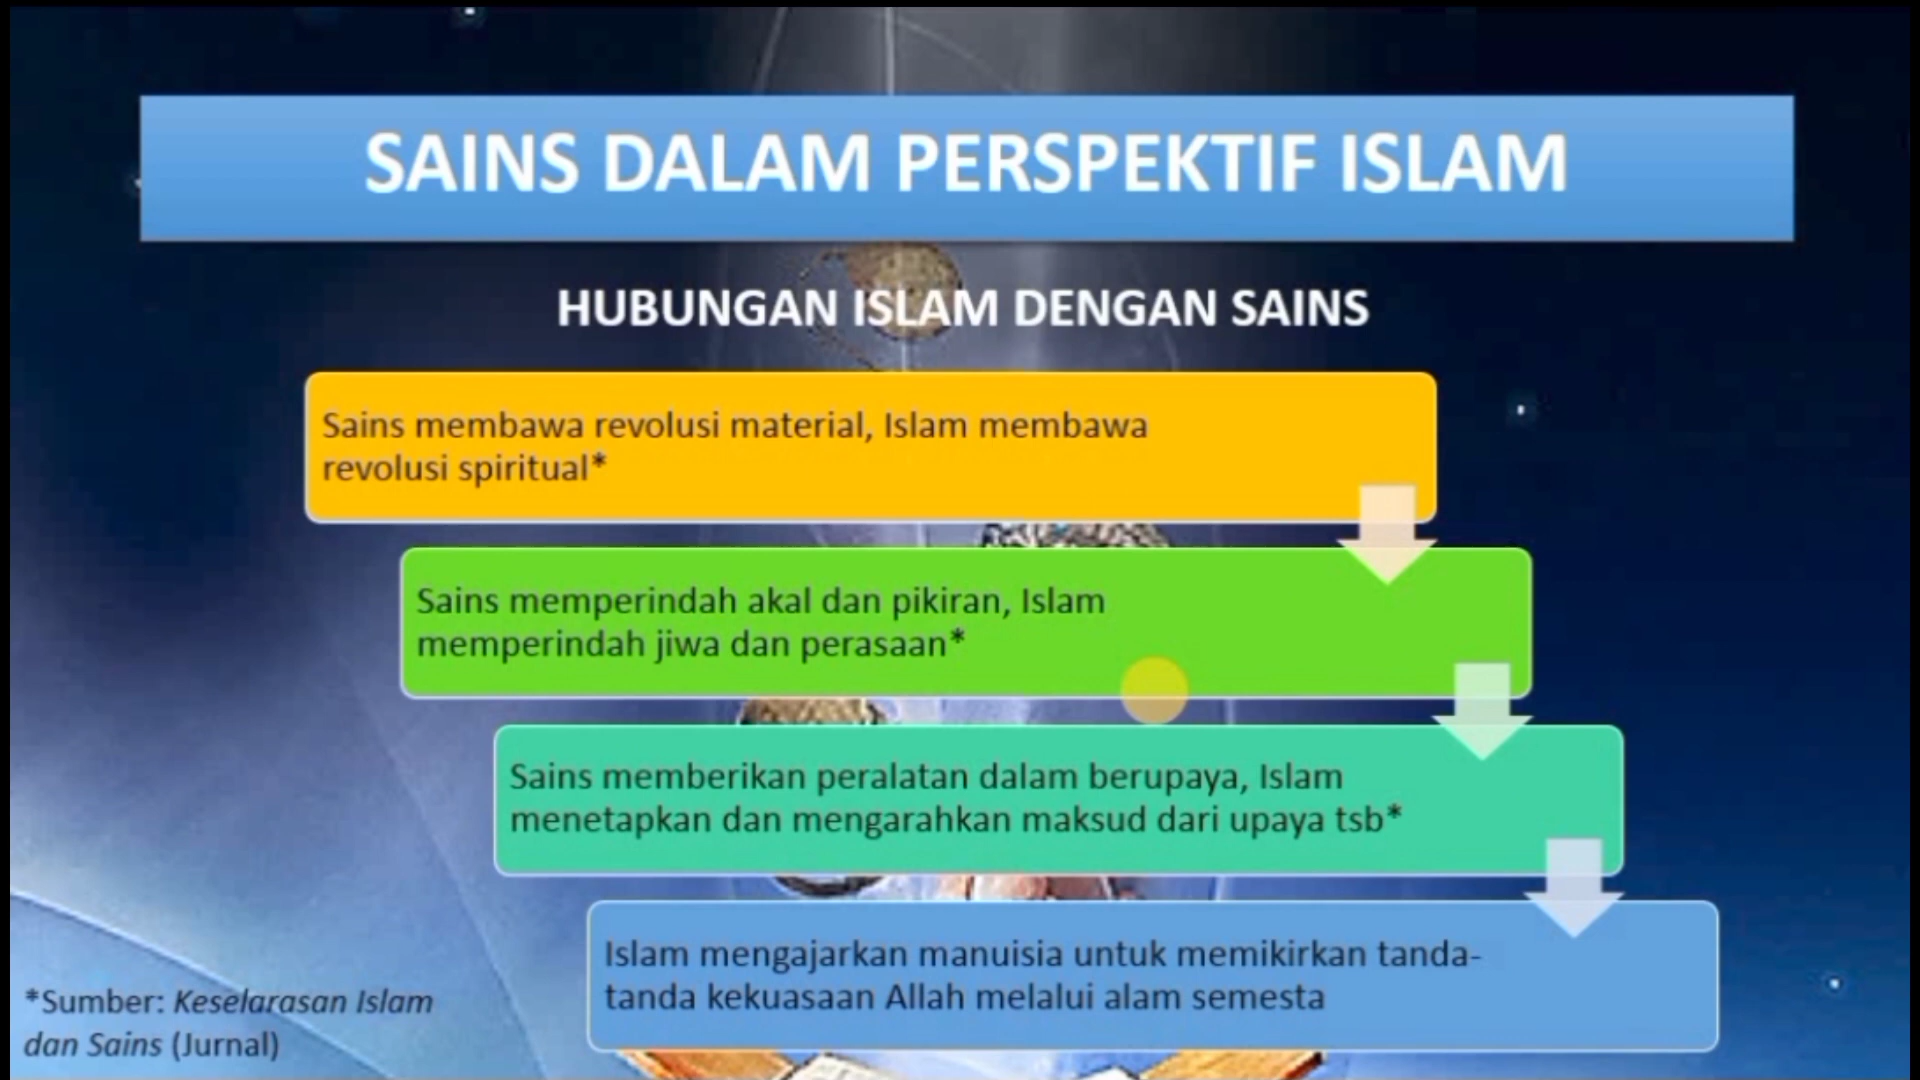 SAINS DALAM PERSPEKTIF ISLAM
HUBUNGAN ISLAM DENGAN SAINS
Sains membawa revolusi material, Islam membawa
revolusi spiritual*
Sains memperindah akal dan pikiran, Islam
memperindah jiwa dan perasaan*
Sains memberikan peralatan dalam berupaya, Islam
menetapkan dan mengarahkan maksud dari upaya tsb*
Islam mengajarkan manuisia untuk memikirkan tanda-
tanda kekuasaan Allah melalui alam semesta
*Sumber: Keselarasan Islam
dan Sains (Jurnal)